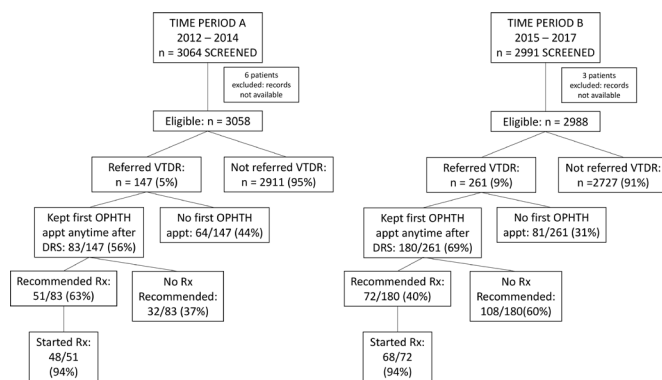 TIME PERIOD A
2012 – 2014
n = 3064 SCREENED
6 patients
excluded: records
not available
Eligible: n = 3058
Referred VTDR:
n = 147 (5%)
Not referred VTDR:
n = 2911 (95%)
Kept first OPHTH
appt anytime after
DRS: 83/147 (56%)
No first OPHTH
appt: 64/147 (44%)
Recommended Rx:
51/83 (63%)
No Rx
Recommended:
32/83 (37%)
Started Rx:
48/51
(94%)
TIME PERIOD B
2015 – 2017
n = 2991 SCREENED
3 patients
excluded: records
not available
Eligible: n = 2988
Referred VTDR:
n = 261 (9%)
Not referred VTDR:
n =2727 (91%)
Kept first OPHTH
appt anytime after
DRS: 180/261 (69%)
No first OPHTH
appt: 81/261 (31%)
Recommended Rx:
72/180 (40%)
No Rx
Recommended:
108/180(60%)
Started Rx:
68/72
(94%)